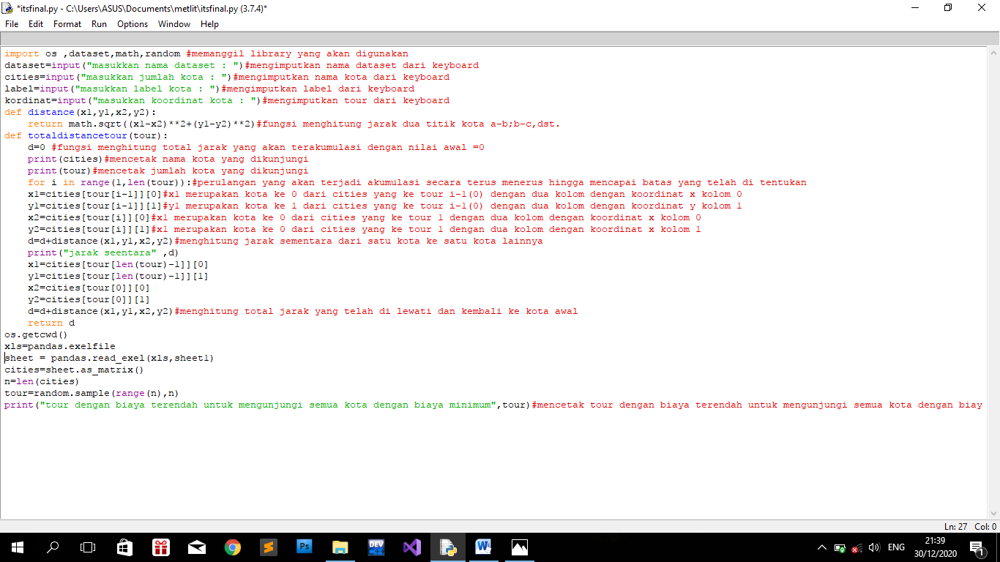 *itsfinal.py - C:\Users\ASUS\Documents\metlit\itsfinal.py (3.7.4)*
File Edit Format Run Options Window Help
import os ,dataset,math,random #memanggil library yang akan digunakan
dataset=input("masukkan nama dataset : ")#mengimputkan nama dataset dari keyboard
cities=input("masukkan jumlah kota : ")#mengimputkan nama kota dari keyboard
label=input("masukkan label kota : ")#mengimputkan label dari keyboard
kordinat=input("masukkan koordinat kota : ")#mengimputkan tour dari keyboard
def distance(x1,y1,x2,y2):
    return math.sqrt((x1-x2)**2+(y1-y2)**2)#fungsi menghitung jarak dua titik kota a-b;b-c,dst.
def totaldistancetour(tour):
    d=0 #fungsi menghitung total jarak yang akan terakumulasi dengan nilai awal =0
    print(cities)#mencetak nama kota yang dikunjungi
    print(tour)#mencetak jumlah kota yang dikunjungi
    for i in range(1,len(tour)):#perulangan yang akan terjadi akumulasi secara terus menerus hingga mencapai batas yang telah di tentukan
    x1=cities[tour[i-1]][0]#x1 merupakan kota ke 0 dari cities yang ke tour i-1(0) dengan dua kolom dengan koordinat x kolom 0
    y1=cities[tour[i-1]][1]#y1 merupakan kota ke 1 dari cities yang ke tour i-1(0) dengan dua kolom dengan koordinat y kolom 1
    x2=cities[tour[i]][0]#x1 merupakan kota ke 0 dari cities yang ke tour 1 dengan dua kolom dengan koordinat x kolom 0
    y2=cities[tour[i]][1]#x1 merupakan kota ke 0 dari cities yang ke tour 1 dengan dua kolom dengan koordinat x kolom 1
    d=d+distance(x1,y1,x2,y2)#menghitung jarak sementara dari satu kota ke satu kota lainnya
    print("jarak seentara" ,d)
    x1=cities[tour[len(tour)-1]][0]
    y1=cities[tour[len(tour)-1]][1]
    x2=cities[tour[0]][0]
    y2=cities[tour[0]][1]
    d=d+distance(x1,y1,x2,y2)#menghitung total jarak yang telah di lewati dan kembali ke kota awal
    return d
os.getcwd()
xls=pandas.exelfile
sheet = pandas.read_exel(xls,sheet1)
cities=sheet.as_matrix()
n=len(cities)
tour=random.sample(range(n),n)
print("tour dengan biaya terendah untuk mengunjungi semua kota dengan biaya minimum",tour)#mencetak tour dengan biaya terendah untuk mengunjungi semua kota dengan biay
Ln: 27 Col: 0
Ps
DEV
C++
W
ENG
21:39
30/12/2020
1